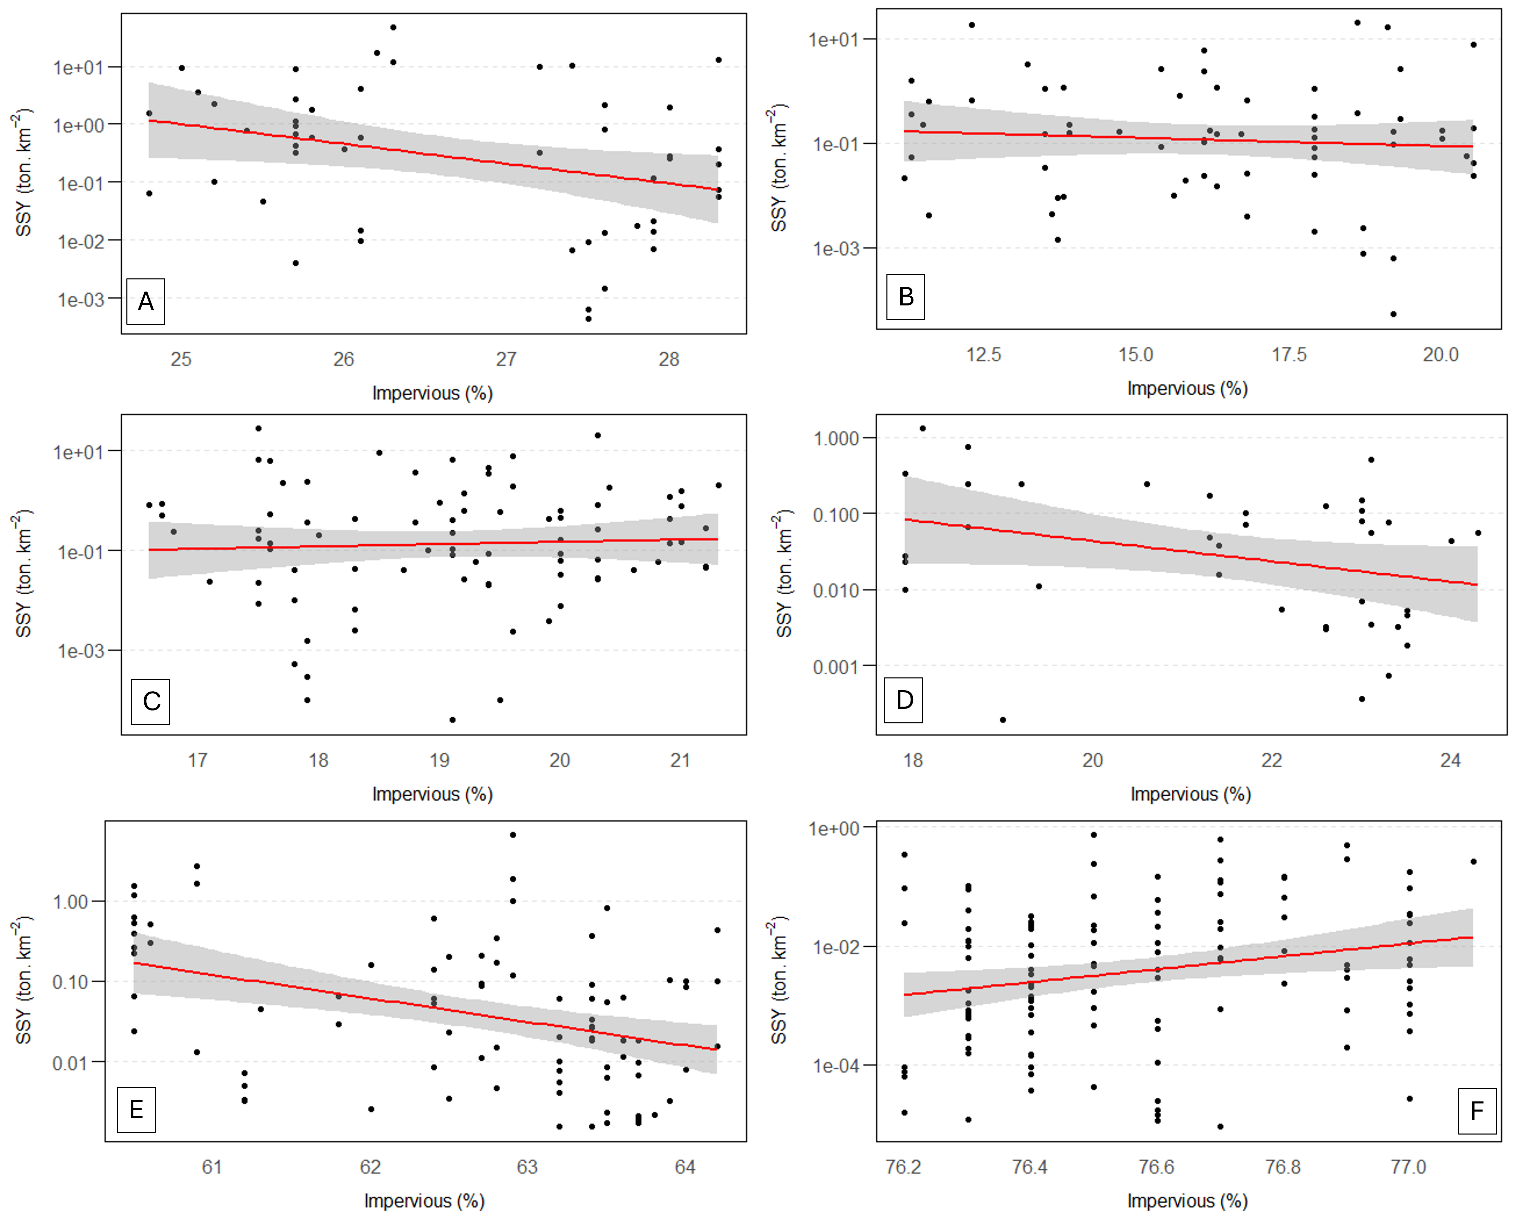 SSY (ton. km⁻²)
1e+01
1e+00
1e-01
1e-02
1e-03
A
25 26 27 28
Impervious (%)
SSY (ton. km⁻²)
1e+01
1e-01
1e-03
B
12.5 15.0 17.5 20.0
Impervious (%)
SSY (ton. km⁻²)
1e+01
1e-01
1e-03
C
17 18 19 20 21
Impervious (%)
SSY (ton. km⁻²)
1.000
0.100
0.010
0.001
D
18 20 22 24
Impervious (%)
SSY (ton. km⁻²)
1.00
0.10
0.01
E
61 62 63 64
Impervious (%)
SSY (ton. km⁻²)
1e+00
1e-02
1e-04
F
76.2 76.4 76.6 76.8 77.0
Impervious (%)